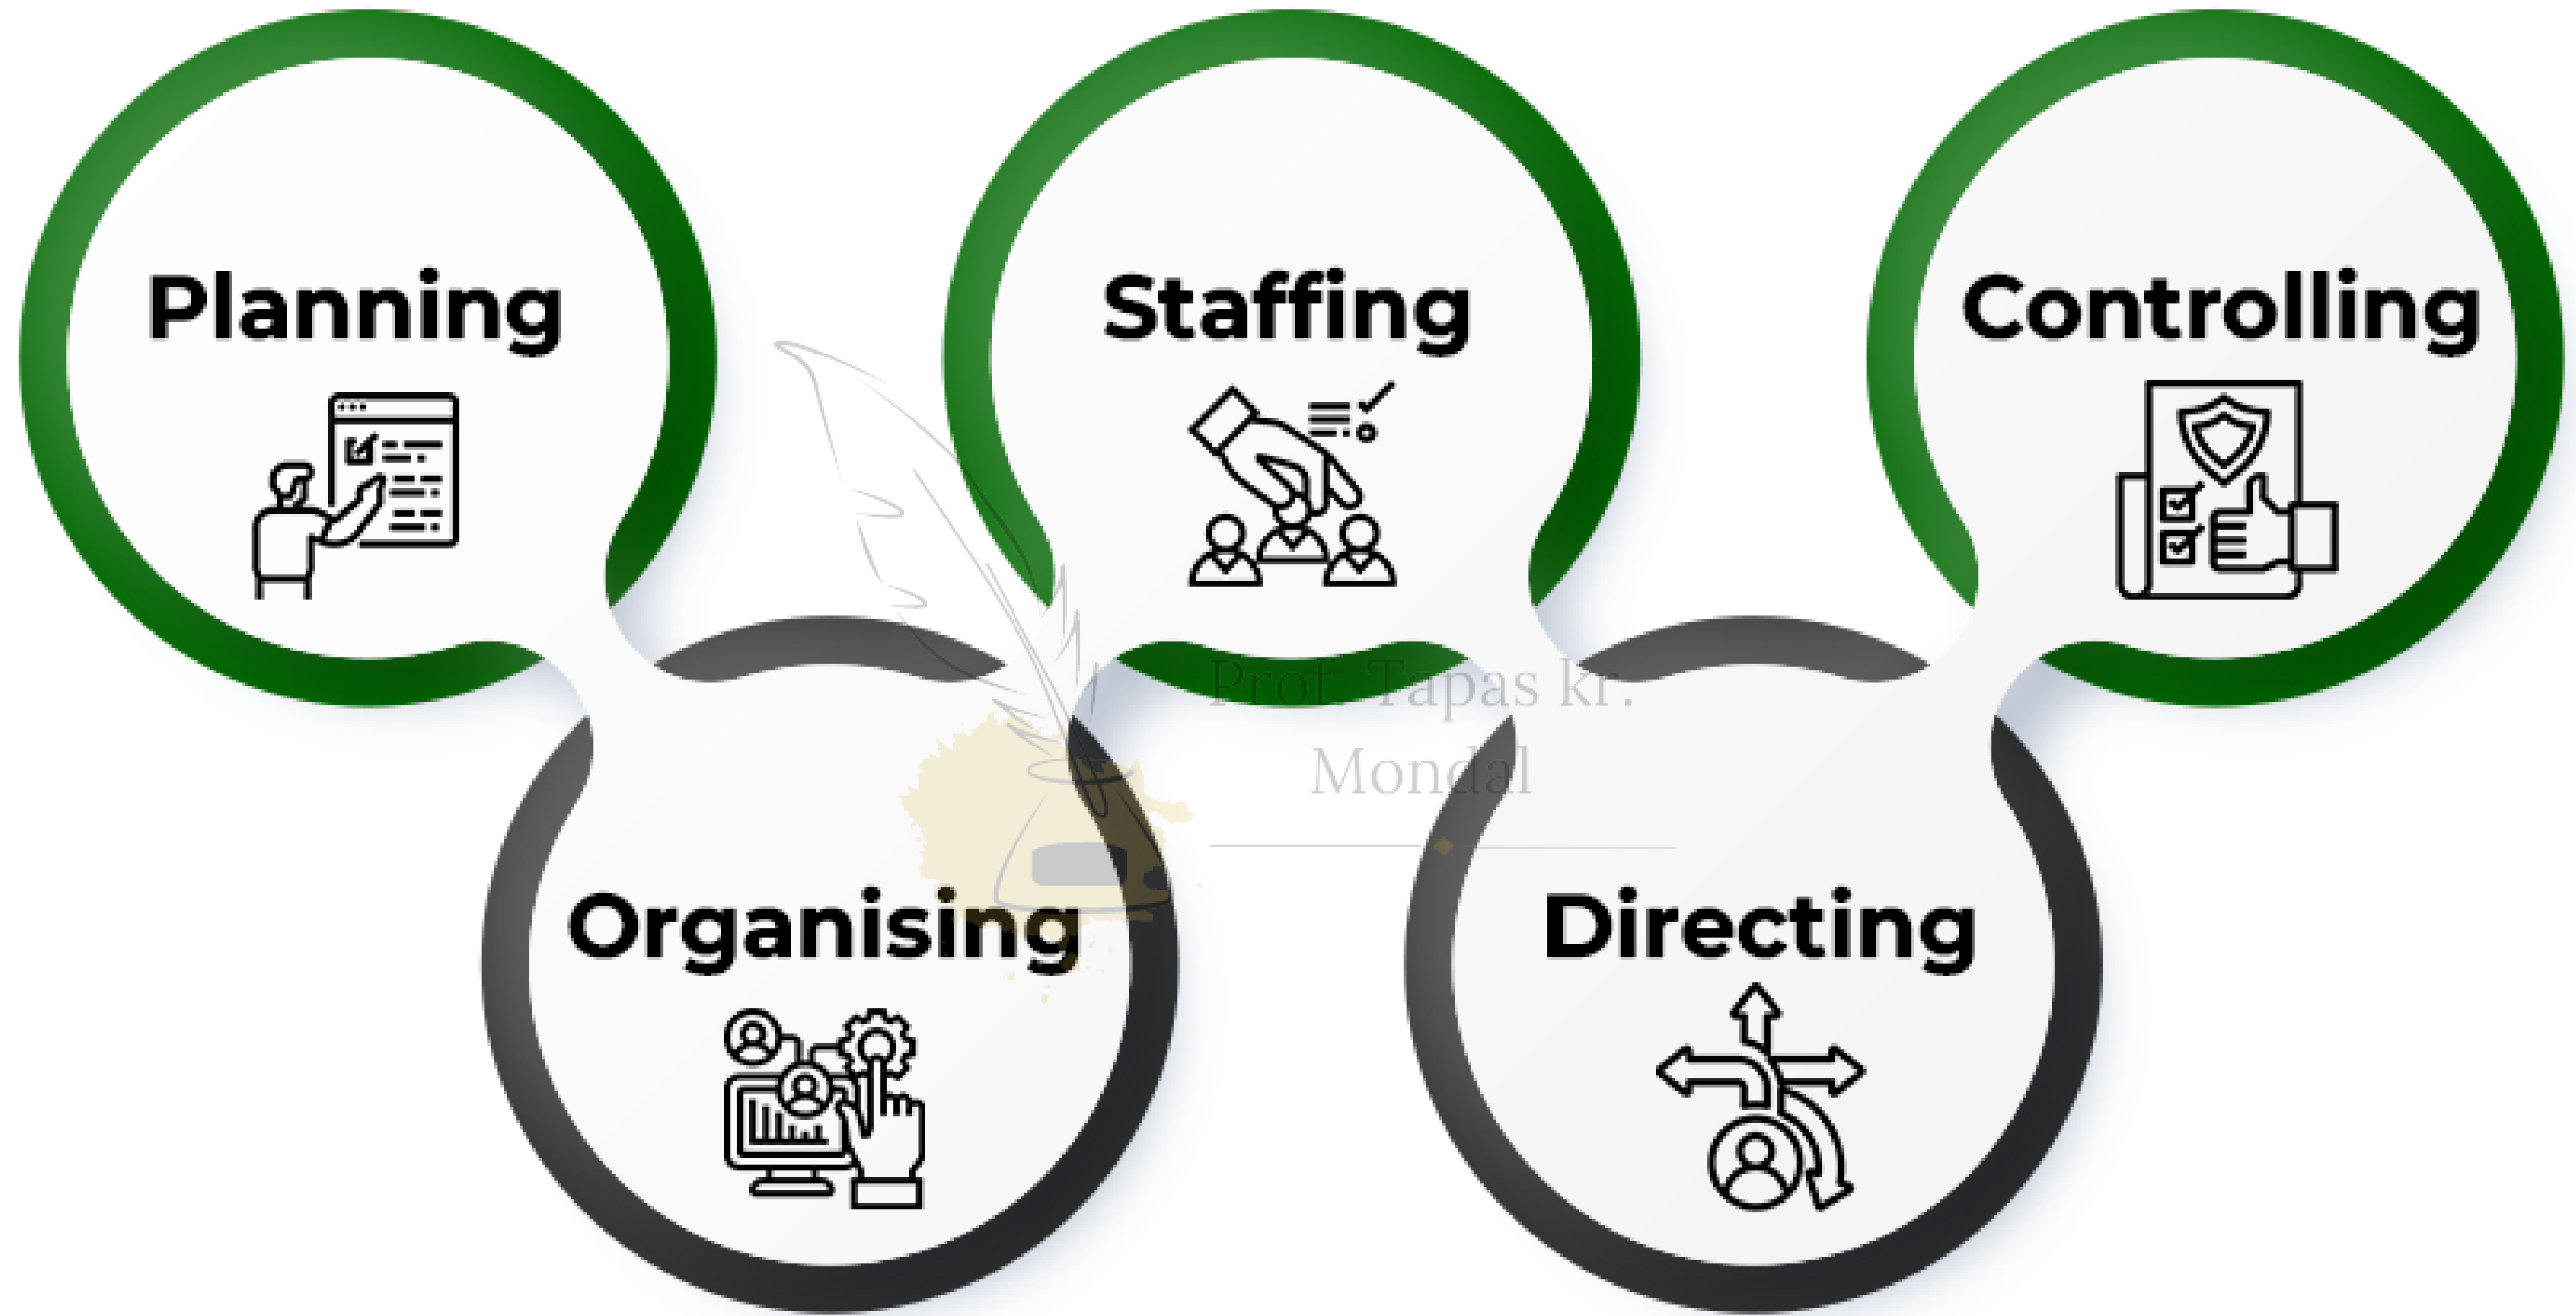 Planning
Staffing
Controlling
Prof. Tapas kr.
Mondal
Organising
Directing